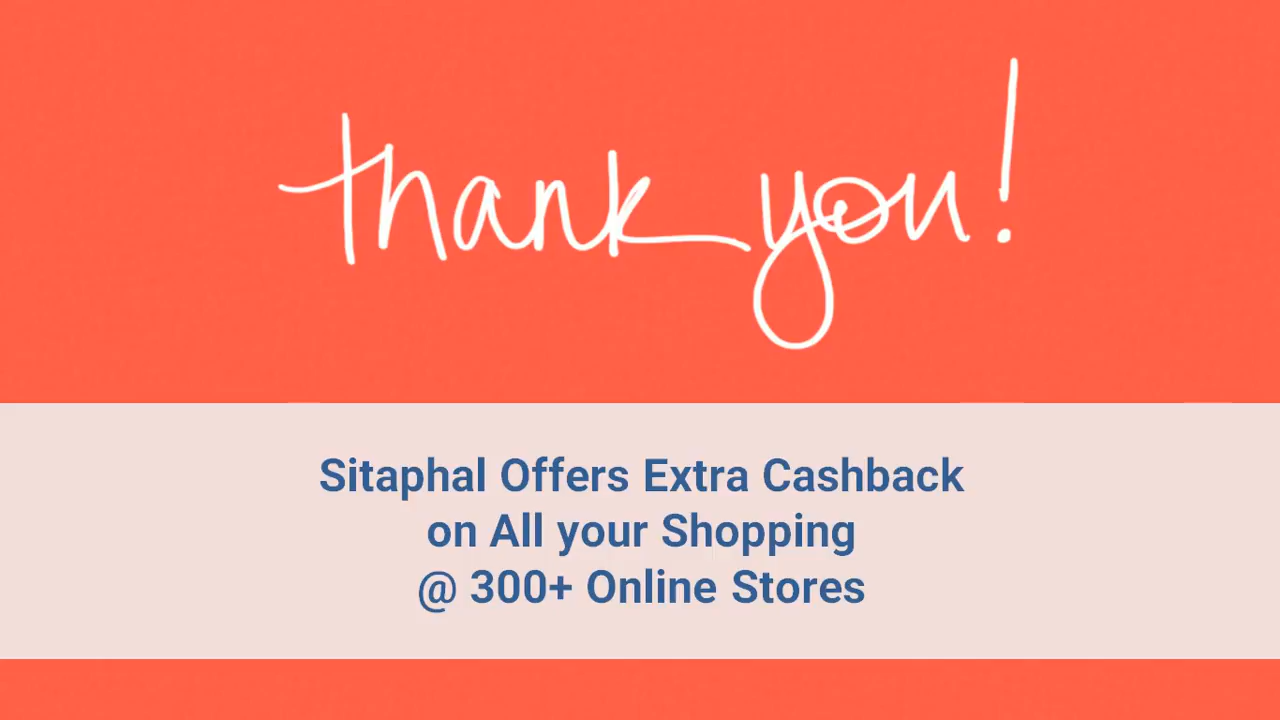 thank you!
Sitaphal Offers Extra Cashback
on All your Shopping
@ 300+ Online Stores